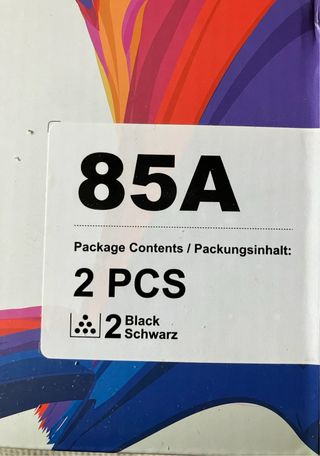 85A
Package Contents / Packungsinhalt:
2 PCS
2 Black
Schwarz